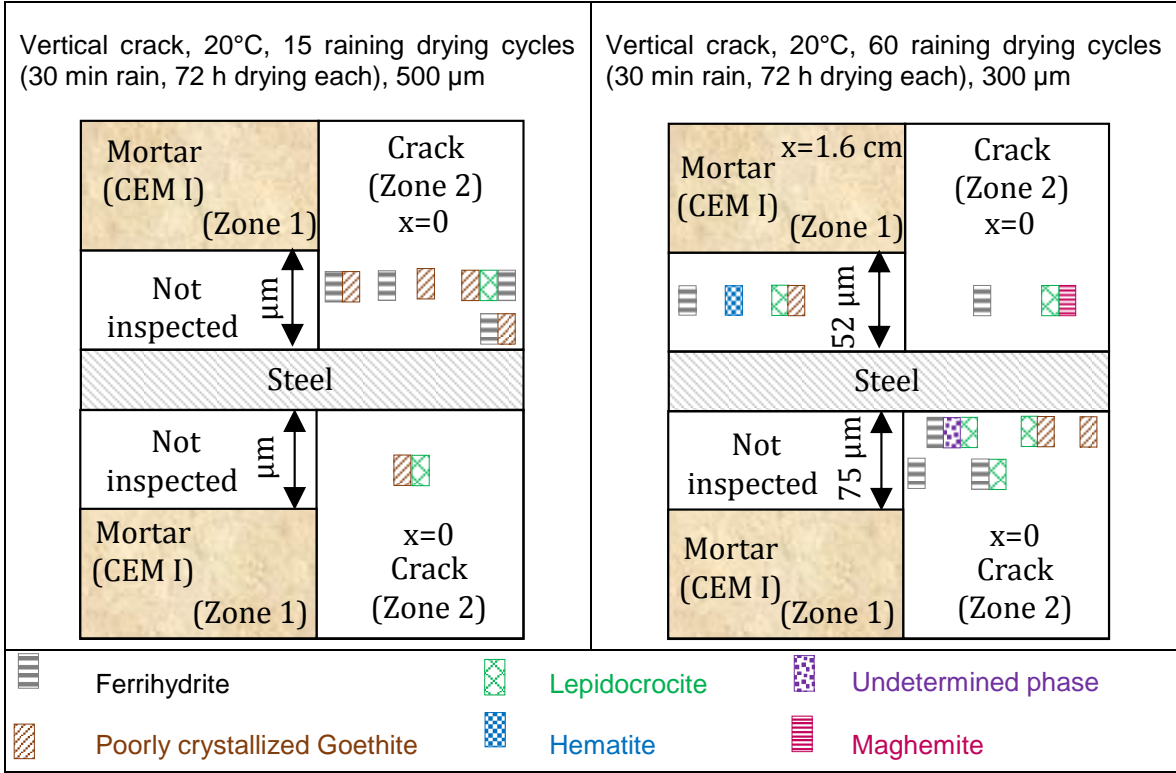 Vertical crack, 20°C, 15 raining drying cycles
(30 min rain, 72 h drying each), 500 µm
Mortar
(CEM I)
(Zone 1)
Crack
(Zone 2)
x=0
Not
inspected
µm
Steel
Not
inspected
µm
Mortar
(CEM I)
(Zone 1)
x=0
Crack
(Zone 2)
Vertical crack, 20°C, 60 raining drying cycles
(30 min rain, 72 h drying each), 300 µm
x=1.6 cm
Mortar
(CEM I)
(Zone 1)
Crack
(Zone 2)
x=0
52 µm
Steel
Not
inspected
75 µm
Mortar
(CEM I)
(Zone 1)
x=0
Crack
(Zone 2)
Ferrihydrite
Lepidocrocite
Undetermined phase
Poorly crystallized Goethite
Hematite
Maghemite